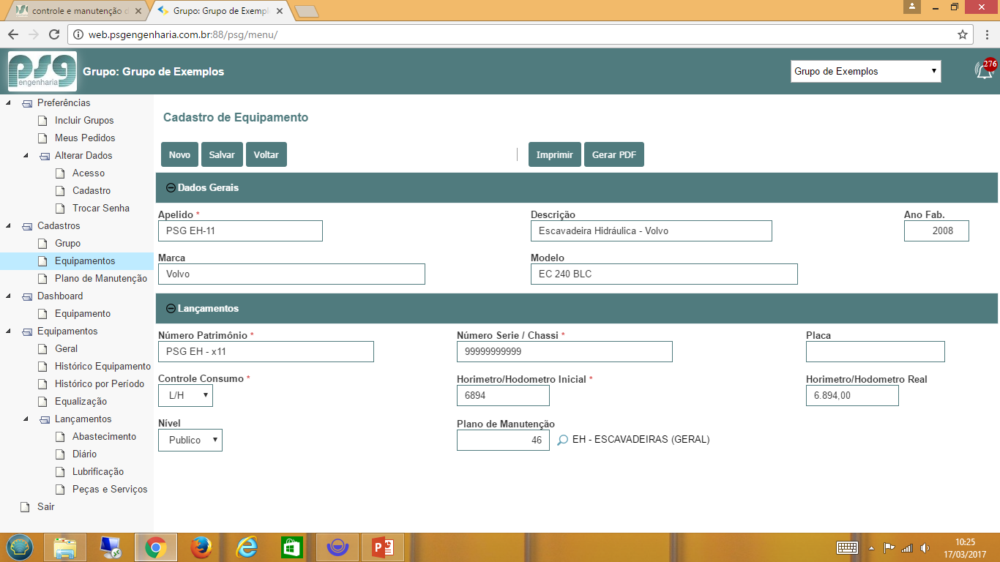 controle e manutenção d
Grupo: Grupo de Exempl
web.psgengenharia.com.br:88/psg/menu/
psg
engenharia
Grupo: Grupo de Exemplos
Grupo de Exemplos
276
Preferências
Incluir Grupos
Meus Pedidos
Alterar Dados
Acesso
Cadastro
Trocar Senha
Cadastros
Grupo
Equipamentos
Plano de Manutenção
Dashboard
Equipamento
Equipamentos
Geral
Histórico Equipamento
Histórico por Período
Equalização
Lançamentos
Abastecimento
Diário
Lubrificação
Peças e Serviços
Sair
Cadastro de Equipamento
Novo Salvar Voltar | Imprimir Gerar PDF
Dados Gerais
Apelido * Descrição Ano Fab.
PSG EH-11 Escavadeira Hidráulica - Volvo 2008
Marca Modelo
Volvo EC 240 BLC
Lançamentos
Número Patrimônio * Número Serie / Chassi * Placa
PSG EH - x11 99999999999
Controle Consumo * Horimetro/Hodometro Inicial * Horimetro/Hodometro Real
L/H 6894 6.894,00
Nível Plano de Manutenção
Publico 46 EH - ESCAVADEIRAS (GERAL)
10:25
17/03/2017